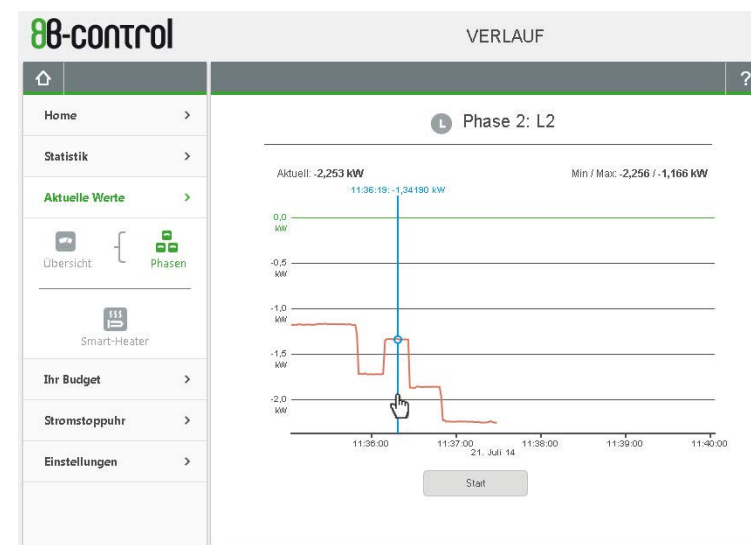 BB-control
VERLAUF
?
Home
Statistik
Aktuelle Werte
Übersicht
Phasen
Smart-Heater
Ihr Budget
Stromstoppuhr
Einstellungen
L Phase 2: L2
Aktuell: -2,253 kW
Min / Max: -2,256 / -1,166 kW
11:36:19: -1,34190 kW
0,0
kW
-0,5
kW
-1,0
kW
-1,5
kW
-2,0
kW
11:36:00 11:37:00 11:38:00 11:39:00 11:40:00
21. Juli 14
Start